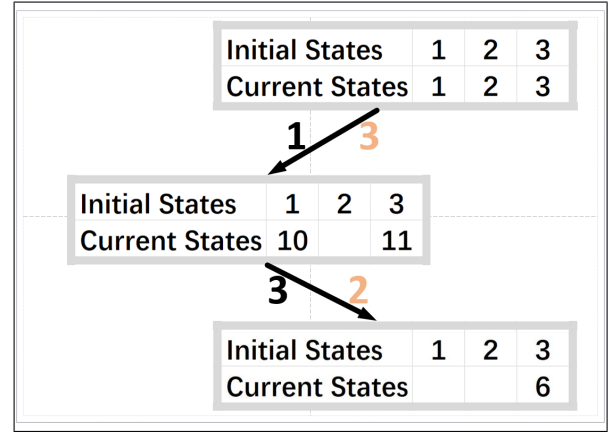 Initial States 1 2 3
Current States 1 2 3
1 3
Initial States 1 2 3
Current States 10 11
3 2
Initial States 1 2 3
Current States 6